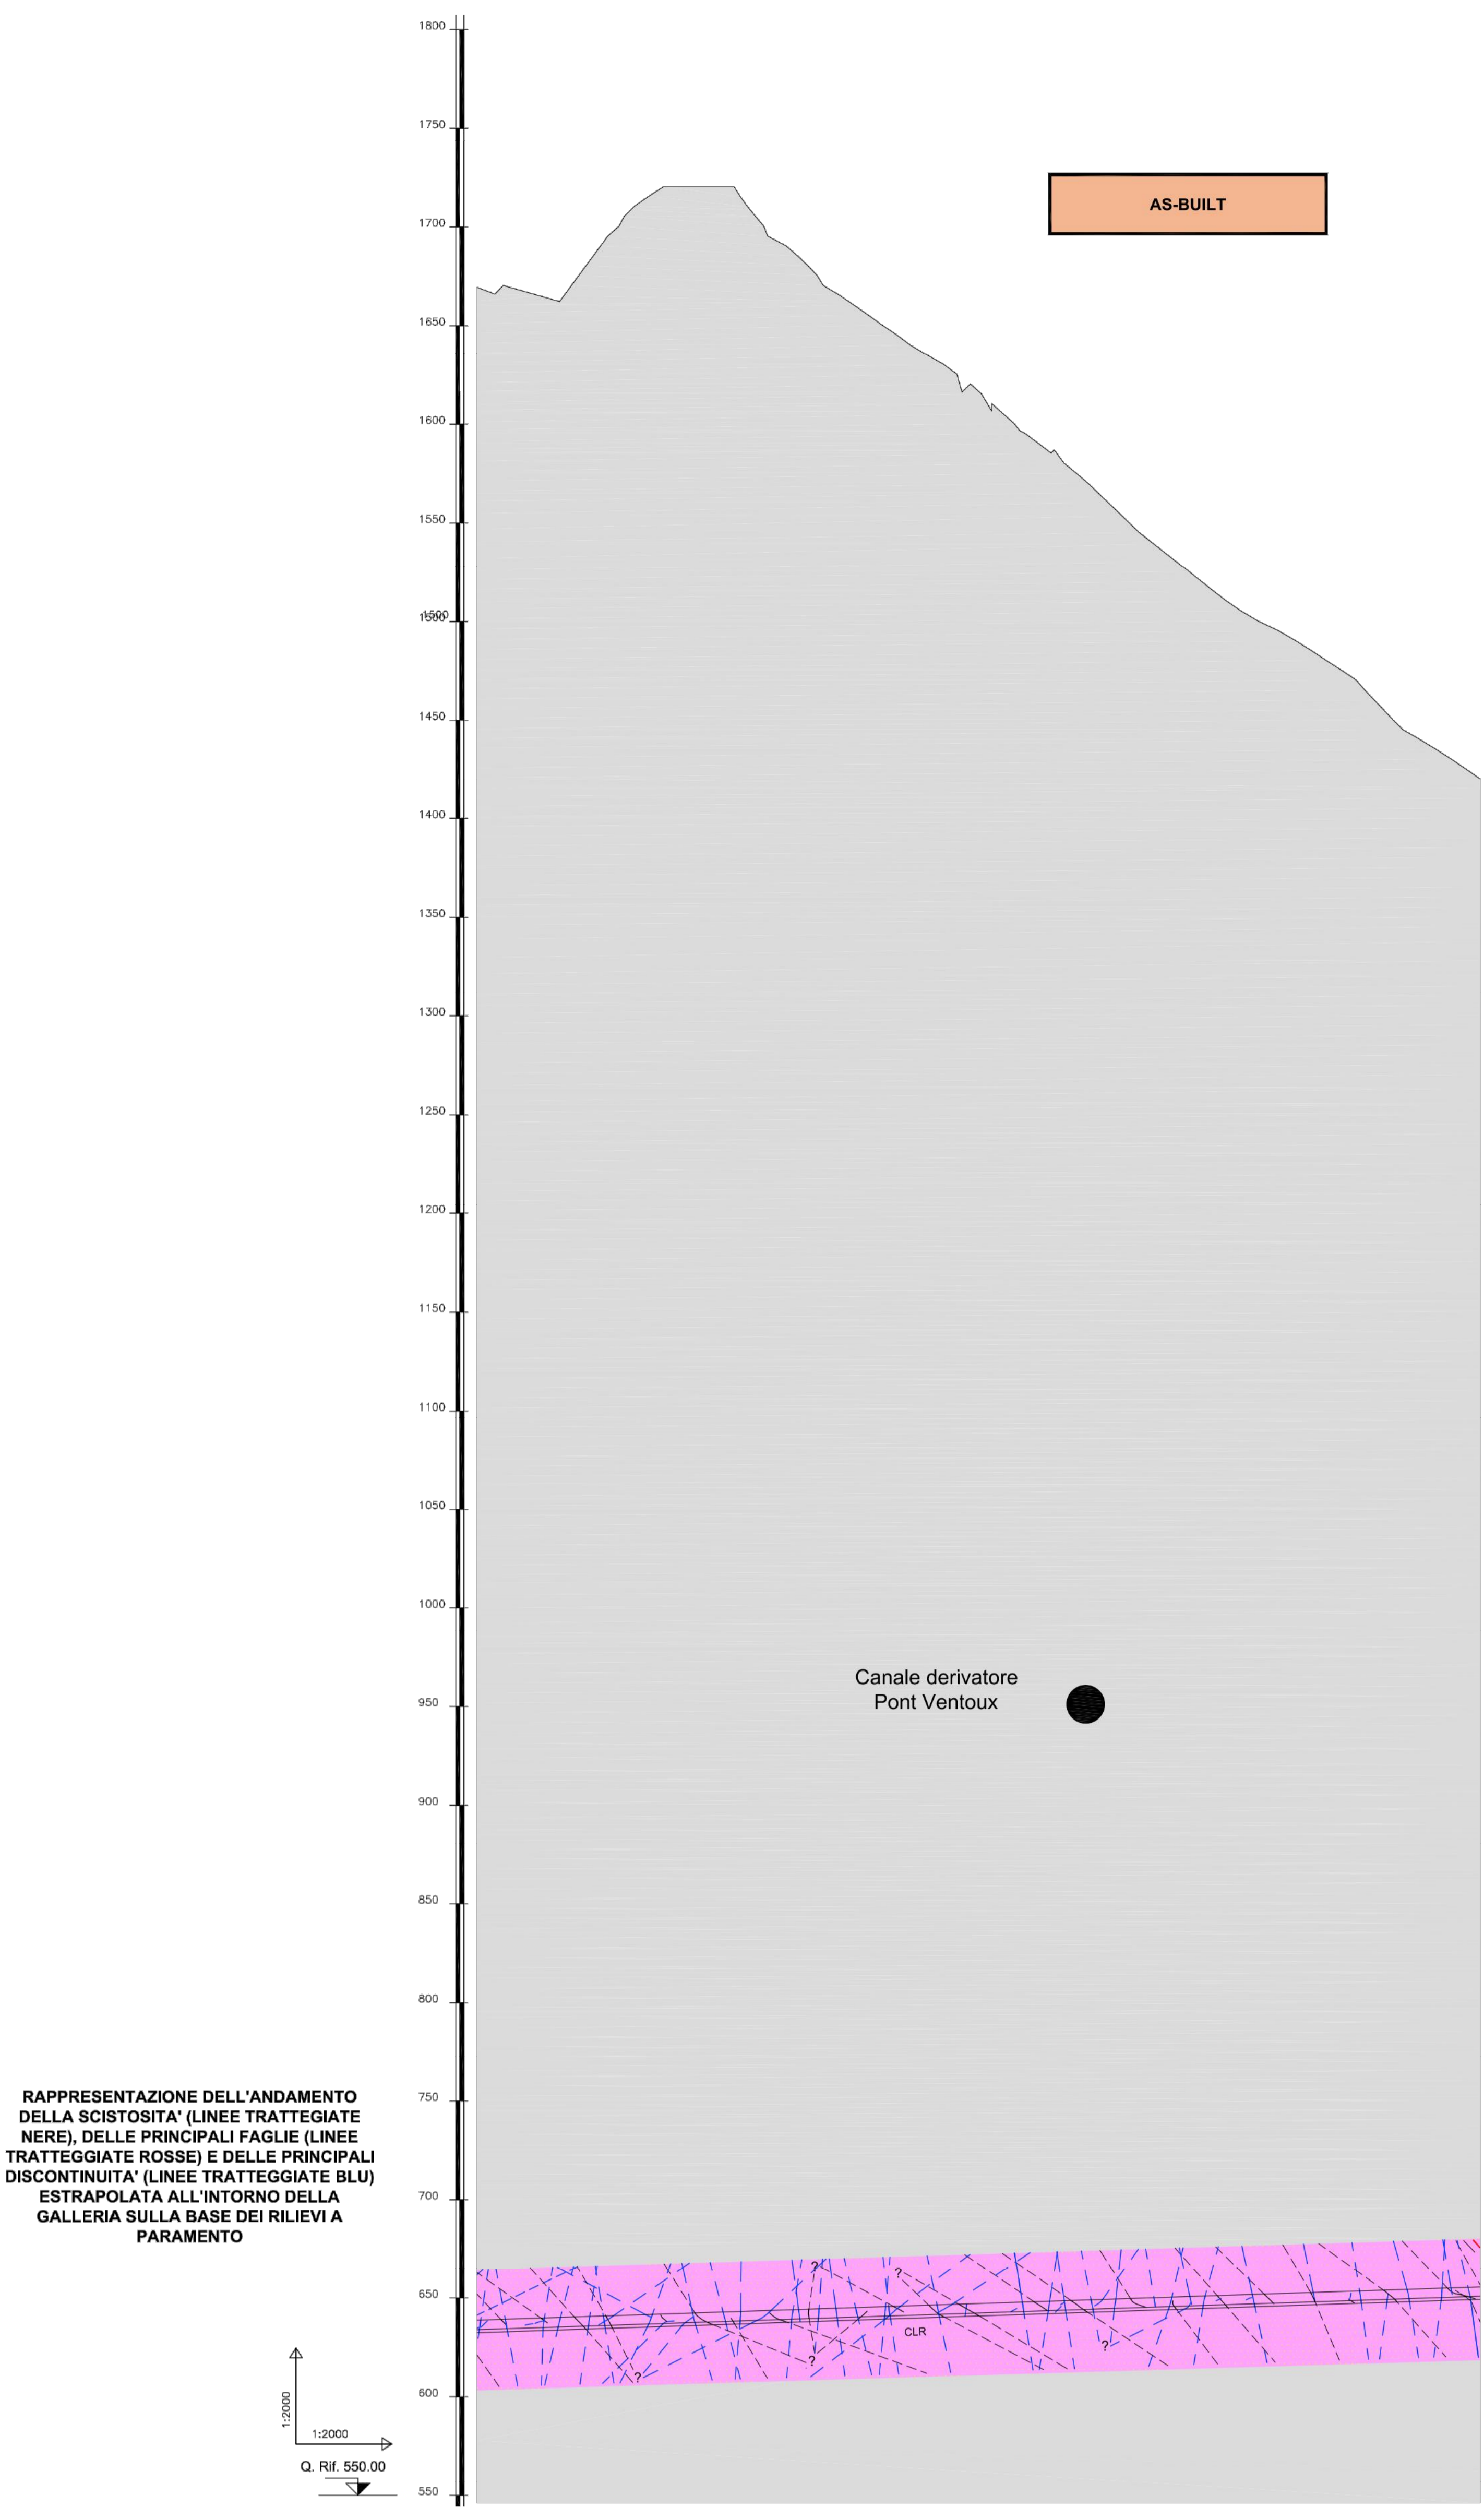 1800
1750
AS-BUILT
1700
1650
1600
1550
1500
1500
1450
1400
1350
1300
1250
1200
1150
1100
1050
1000
Canale derivatore
Pont Ventoux
950
900
850
800
750
RAPPRESENTAZIONE DELL'ANDAMENTO
DELLA SCISTOSITA' (LINEE TRATTEGIATE
NERE), DELLE PRINCIPALI FAGLIE (LINEE
TRATTEGGIATE ROSSE) E DELLE PRINCIPALI
DISCONTINUITA' (LINEE TRATTEGGIATE BLU)
ESTRAPOLATA ALL'INTORNO DELLA
GALLERIA SULLA BASE DEI RILIEVI A
PARAMENTO
700
?
?
650
CLR
?
?
?
600
1:2000
1:2000
Q. Rif. 550.00
550